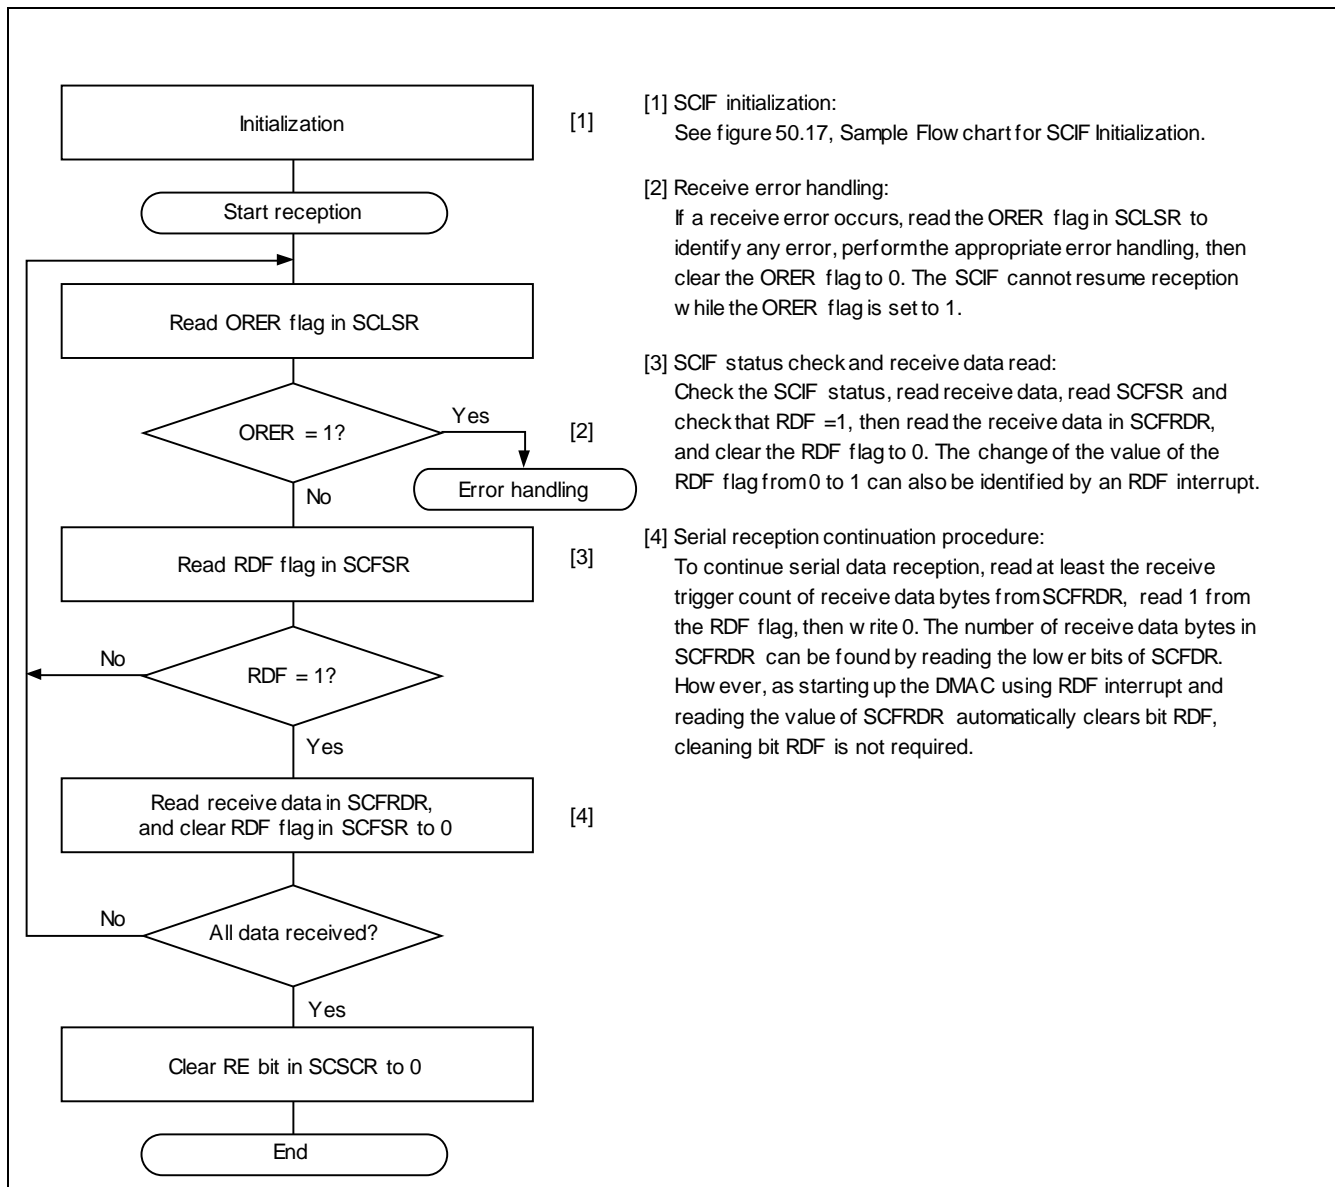 Initialization
[1]
Start reception
Read ORER flag in SCLSR
ORER = 1?
Yes
[2]
Error handling
No
Read RDF flag in SCFSR
[3]
No
RDF = 1?
Yes
Read receive data in SCFRDR,
and clear RDF flag in SCFSR to 0
[4]
No
All data received?
Yes
Clear RE bit in SCSCR to 0
End
[1] SCIF initialization:
See figure 50.17, Sample Flow chart for SCIF Initialization.
[2] Receive error handling:
If a receive error occurs, read the ORER flag in SCLSR to
identify any error, perform the appropriate error handling, then
clear the ORER flag to 0. The SCIF cannot resume reception
while the ORER flag is set to 1.
[3] SCIF status check and receive data read:
Check the SCIF status, read receive data, read SCFSR and
check that RDF =1, then read the receive data in SCFRDR,
and clear the RDF flag to 0. The change of the value of the
RDF flag from 0 to 1 can also be identified by an RDF interrupt.
[4] Serial reception continuation procedure:
To continue serial data reception, read at least the receive
trigger count of receive data bytes from SCFRDR, read 1 from
the RDF flag, then write 0. The number of receive data bytes in
SCFRDR can be found by reading the lower bits of SCFDR.
However, as starting up the DMAC using RDF interrupt and
reading the value of SCFRDR automatically clears bit RDF,
cleaning bit RDF is not required.